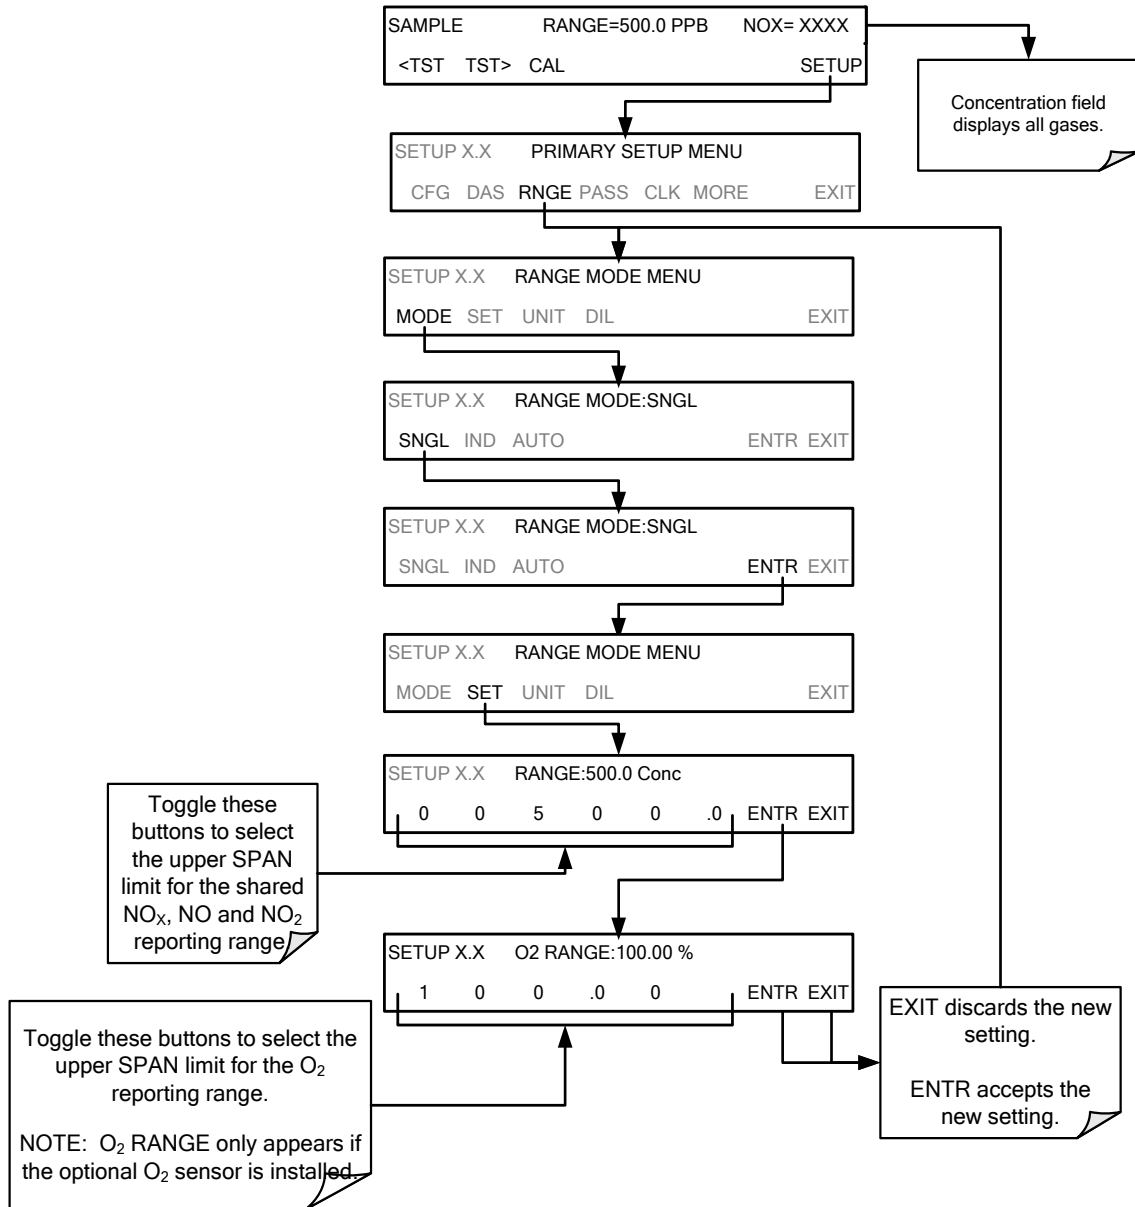 SAMPLE RANGE=500.0 PPB NOX= XXXX
<TST TST> CAL SETUP
Concentration field
displays all gases.
SETUP X.X PRIMARY SETUP MENU
CFG DAS RNGE PASS CLK MORE EXIT
SETUP X.X RANGE MODE MENU
MODE SET UNIT DIL EXIT
SETUP X.X RANGE MODE:SNGL
SNGL IND AUTO ENTR EXIT
SETUP X.X RANGE MODE:SNGL
SNGL IND AUTO ENTR EXIT
SETUP X.X RANGE MODE MENU
MODE SET UNIT DIL EXIT
SETUP X.X RANGE:500.0 Conc
0 0 5 0 0 .0 ENTR EXIT
Toggle these
buttons to select
the upper SPAN
limit for the shared
NOX, NO and NO2
reporting range.
SETUP X.X O2 RANGE:100.00 %
1 0 0 .0 0 ENTR EXIT
Toggle these buttons to select the
upper SPAN limit for the O2
reporting range.
NOTE: O2 RANGE only appears if
the optional O2 sensor is installed.
EXIT discards the new
setting.
ENTR accepts the
new setting.